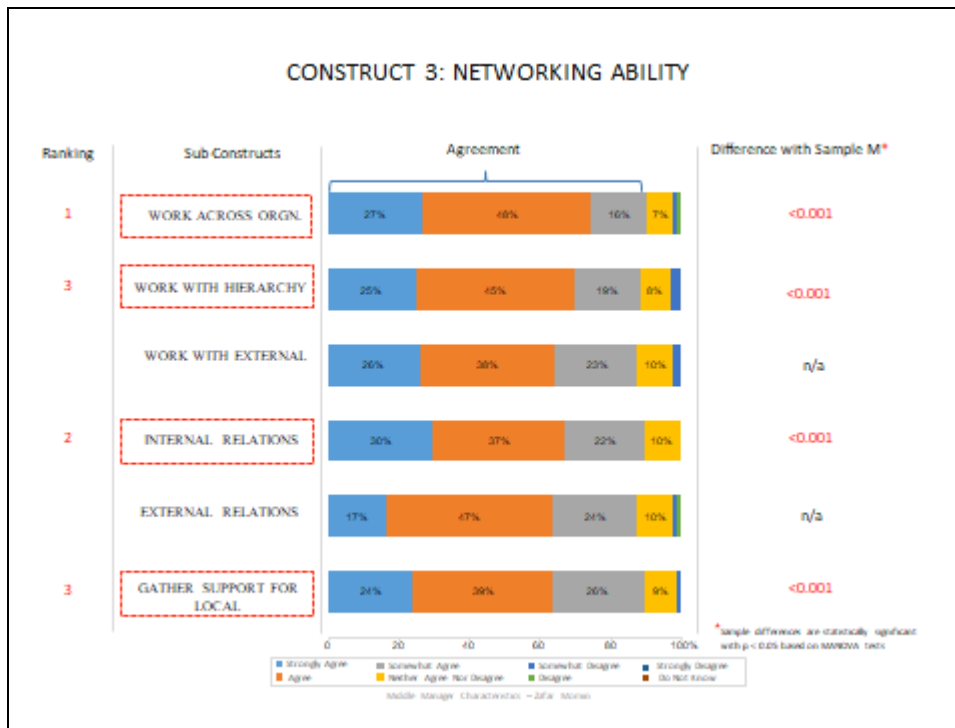 CONSTRUCT 3: NETWORKING ABILITY
Ranking Sub Constructs Agreement Difference with Sample M*
1 WORK ACROSS ORGN. 27% 48% 16% 7% <0.001
3 WORK WITH HIERARCHY 25% 45% 19% 8% <0.001
WORK WITH EXTERNAL 26% 38% 23% 10% n/a
2 INTERNAL RELATIONS 30% 37% 22% 10% <0.001
EXTERNAL RELATIONS 17% 47% 24% 10% n/a
3 GATHER SUPPORT FOR LOCAL 24% 39% 26% 9% <0.001
*Sample differences are statistically significant
with p < 0.05 based on MANOVA tests
0 20 40 60 80 100%
Strongly Agree Somewhat Agree Somewhat Disagree Strongly Disagree
Agree Neither Agree Nor Disagree Disagree Do Not Know
Middle Manager Characteristics – Zafar Momin